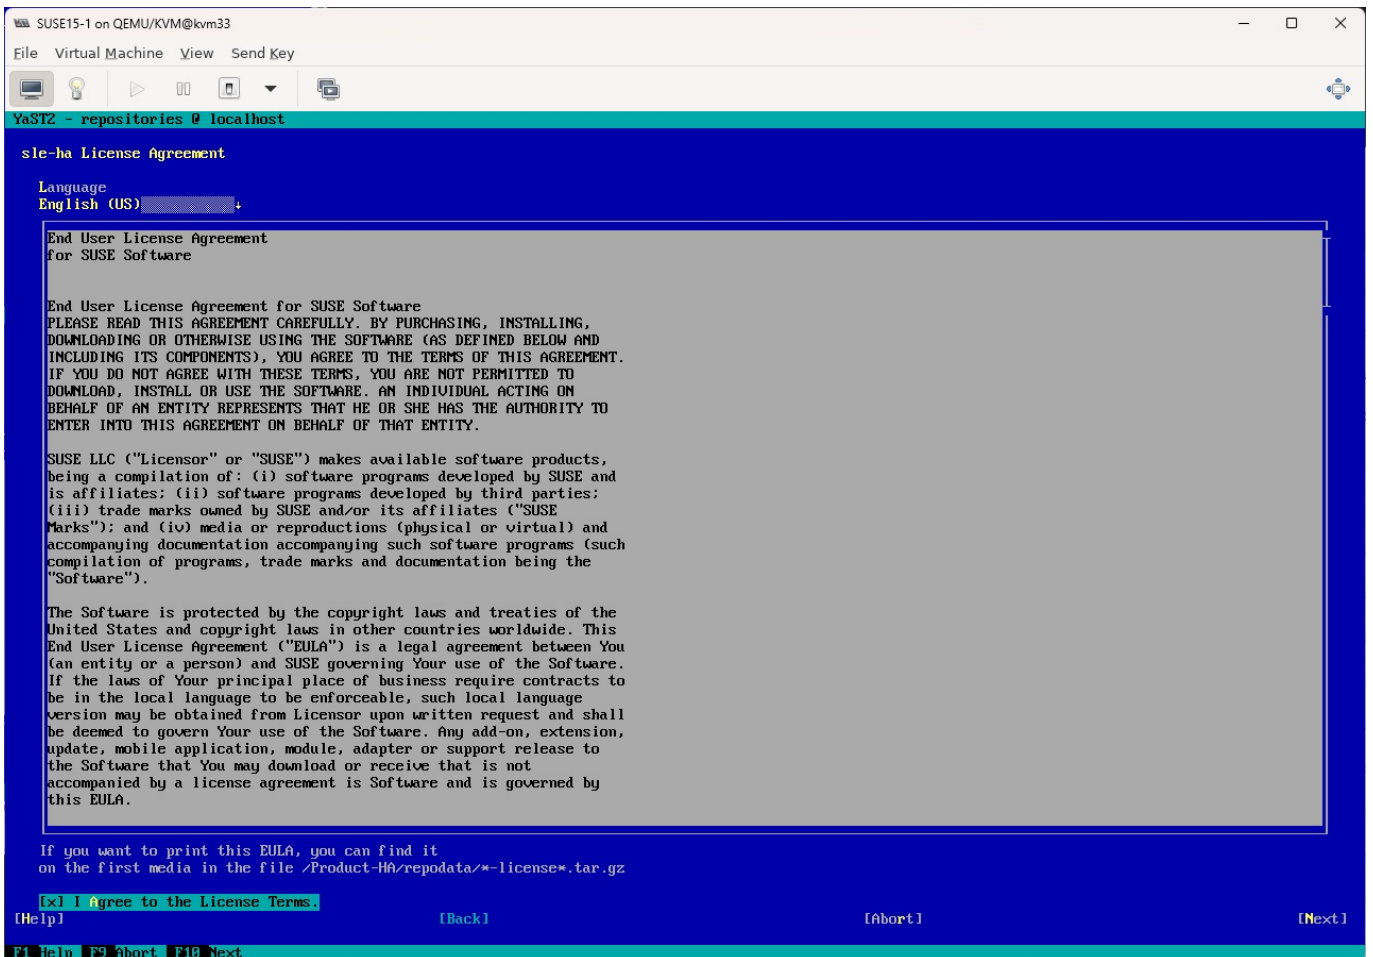 SUSE15-1 on QEMU/KVM@kvm33
File Virtual Machine View Send Key
YaST2 - repositories @ localhost
sle-ha License Agreement
Language
English (US)
End User License Agreement
for SUSE Software
End User License Agreement for SUSE Software
PLEASE READ THIS AGREEMENT CAREFULLY. BY PURCHASING, INSTALLING,
DOWNLOADING OR OTHERWISE USING THE SOFTWARE (AS DEFINED BELOW AND
INCLUDING ITS COMPONENTS), YOU AGREE TO THE TERMS OF THIS AGREEMENT.
IF YOU DO NOT AGREE WITH THESE TERMS, YOU ARE NOT PERMITTED TO
DOWNLOAD, INSTALL OR USE THE SOFTWARE. AN INDIVIDUAL ACTING ON
BEHALF OF AN ENTITY REPRESENTS THAT HE OR SHE HAS THE AUTHORITY TO
ENTER INTO THIS AGREEMENT ON BEHALF OF THAT ENTITY.
SUSE LLC ("Licensor" or "SUSE") makes available software products,
being a compilation of: (i) software programs developed by SUSE and
is affiliates; (ii) software programs developed by third parties;
(iii) trade marks owned by SUSE and/or its affiliates ("SUSE
Marks"); and (iv) media or reproductions (physical or virtual) and
accompanying documentation accompanying such software programs (such
compilation of programs, trade marks and documentation being the
"Software").
The Software is protected by the copyright laws and treaties of the
United States and copyright laws in other countries worldwide. This
End User License Agreement ("EULA") is a legal agreement between You
(an entity or a person) and SUSE governing Your use of the Software.
If the laws of Your principal place of business require contracts to
be in the local language to be enforceable, such local language
version may be obtained from Licensor upon written request and shall
be deemed to govern Your use of the Software. Any add-on, extension,
update, mobile application, module, adapter or support release to
the Software that You may download or receive that is not
accompanied by a license agreement is Software and is governed by
this EULA.
If you want to print this EULA, you can find it
on the first media in the file /Product-HA/repodata/*-license*.tar.gz
[x] I Agree to the License Terms.
[Help] [Back] [Abort] [Next]
F1 Help F9 Abort F10 Next